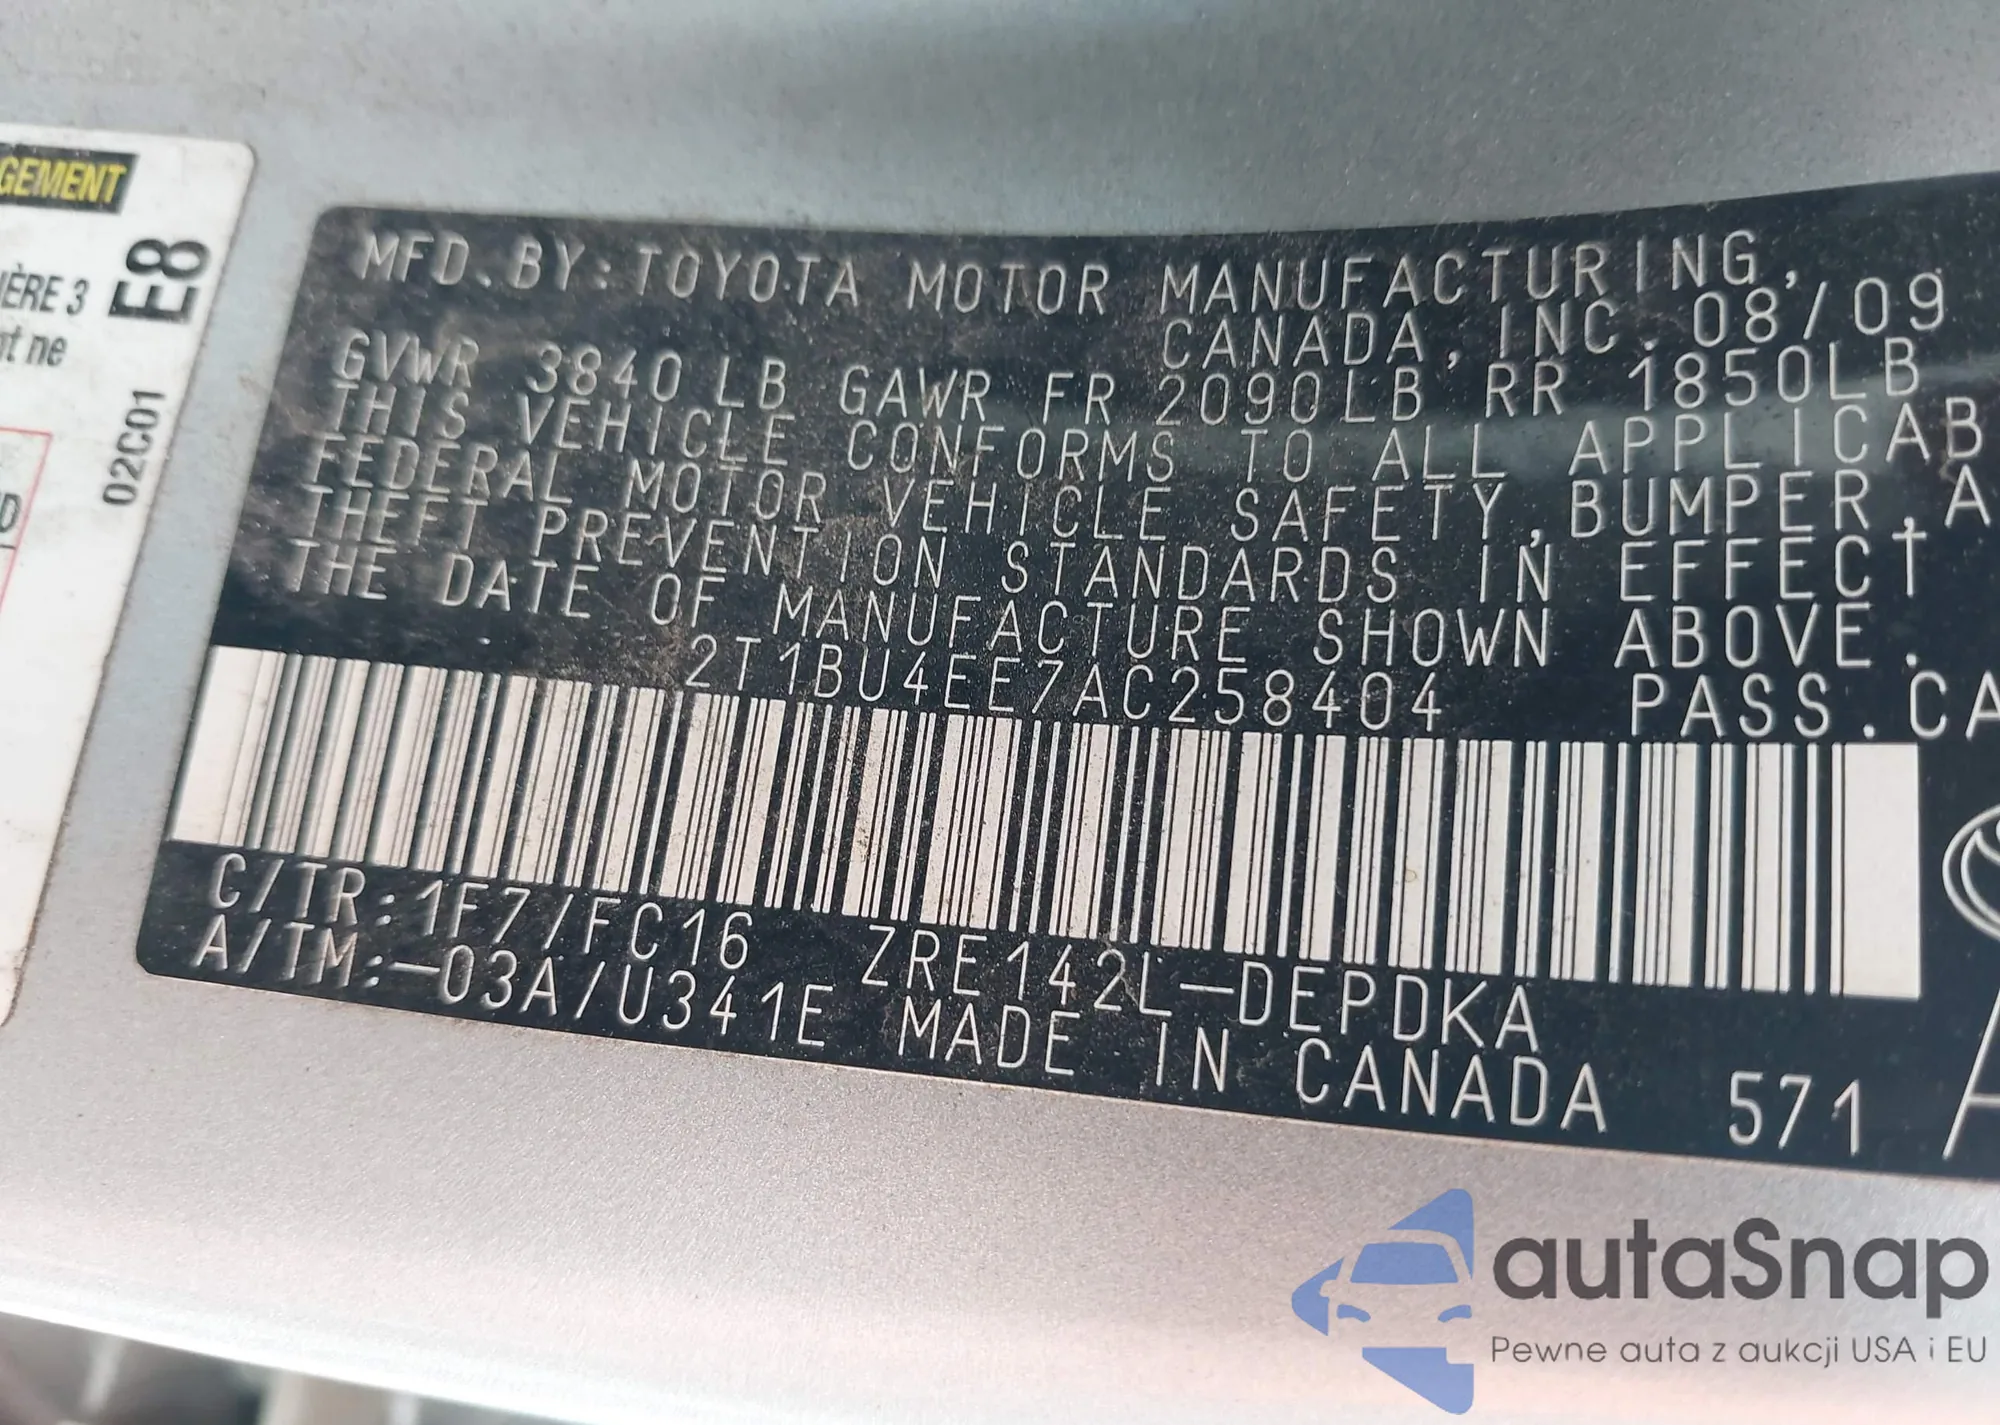 GEMENT
IÈRE 3
nt ne
E8
02C01
D
MFD.BY:TOYOTA MOTOR MANUFACTURING,
CANADA,INC.08/09
GVWR 3840LB GAWR FR 2090LB RR 1850LB
THIS VEHICLE CONFORMS TO ALL APPLICAB
FEDERAL MOTOR VEHICLE SAFETY,BUMPER,A
THEFT PREVENTION STANDARDS IN EFFECT
THE DATE OF MANUFACTURE SHOWN ABOVE.
2T1BU4EE7AC258404 PASS.CA
C/TR:1F7/FC16 ZRE142L-DEPDKA
A/TM:-03A/U341E MADE IN CANADA 571
A
autaSnap
Pewne auta z aukcji USA i EU